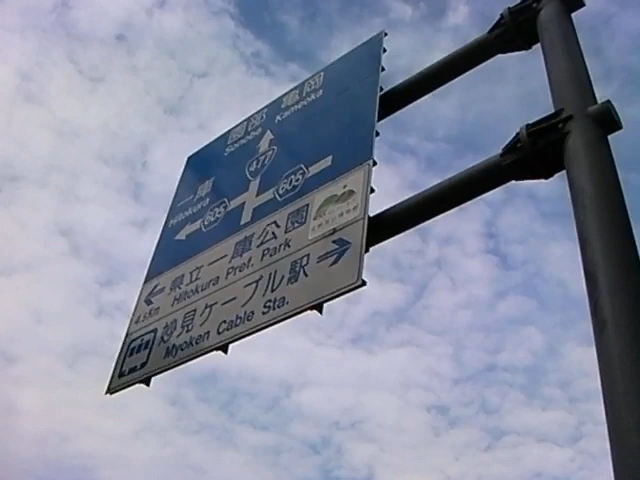 園部 亀岡
Sonobe Kameoka
477
一庫
Hitokura
605
605
県立一庫公園
Hitokura Pref. Park
4.5Km
妙見ケーブル駅
Myoken Cable Sta.